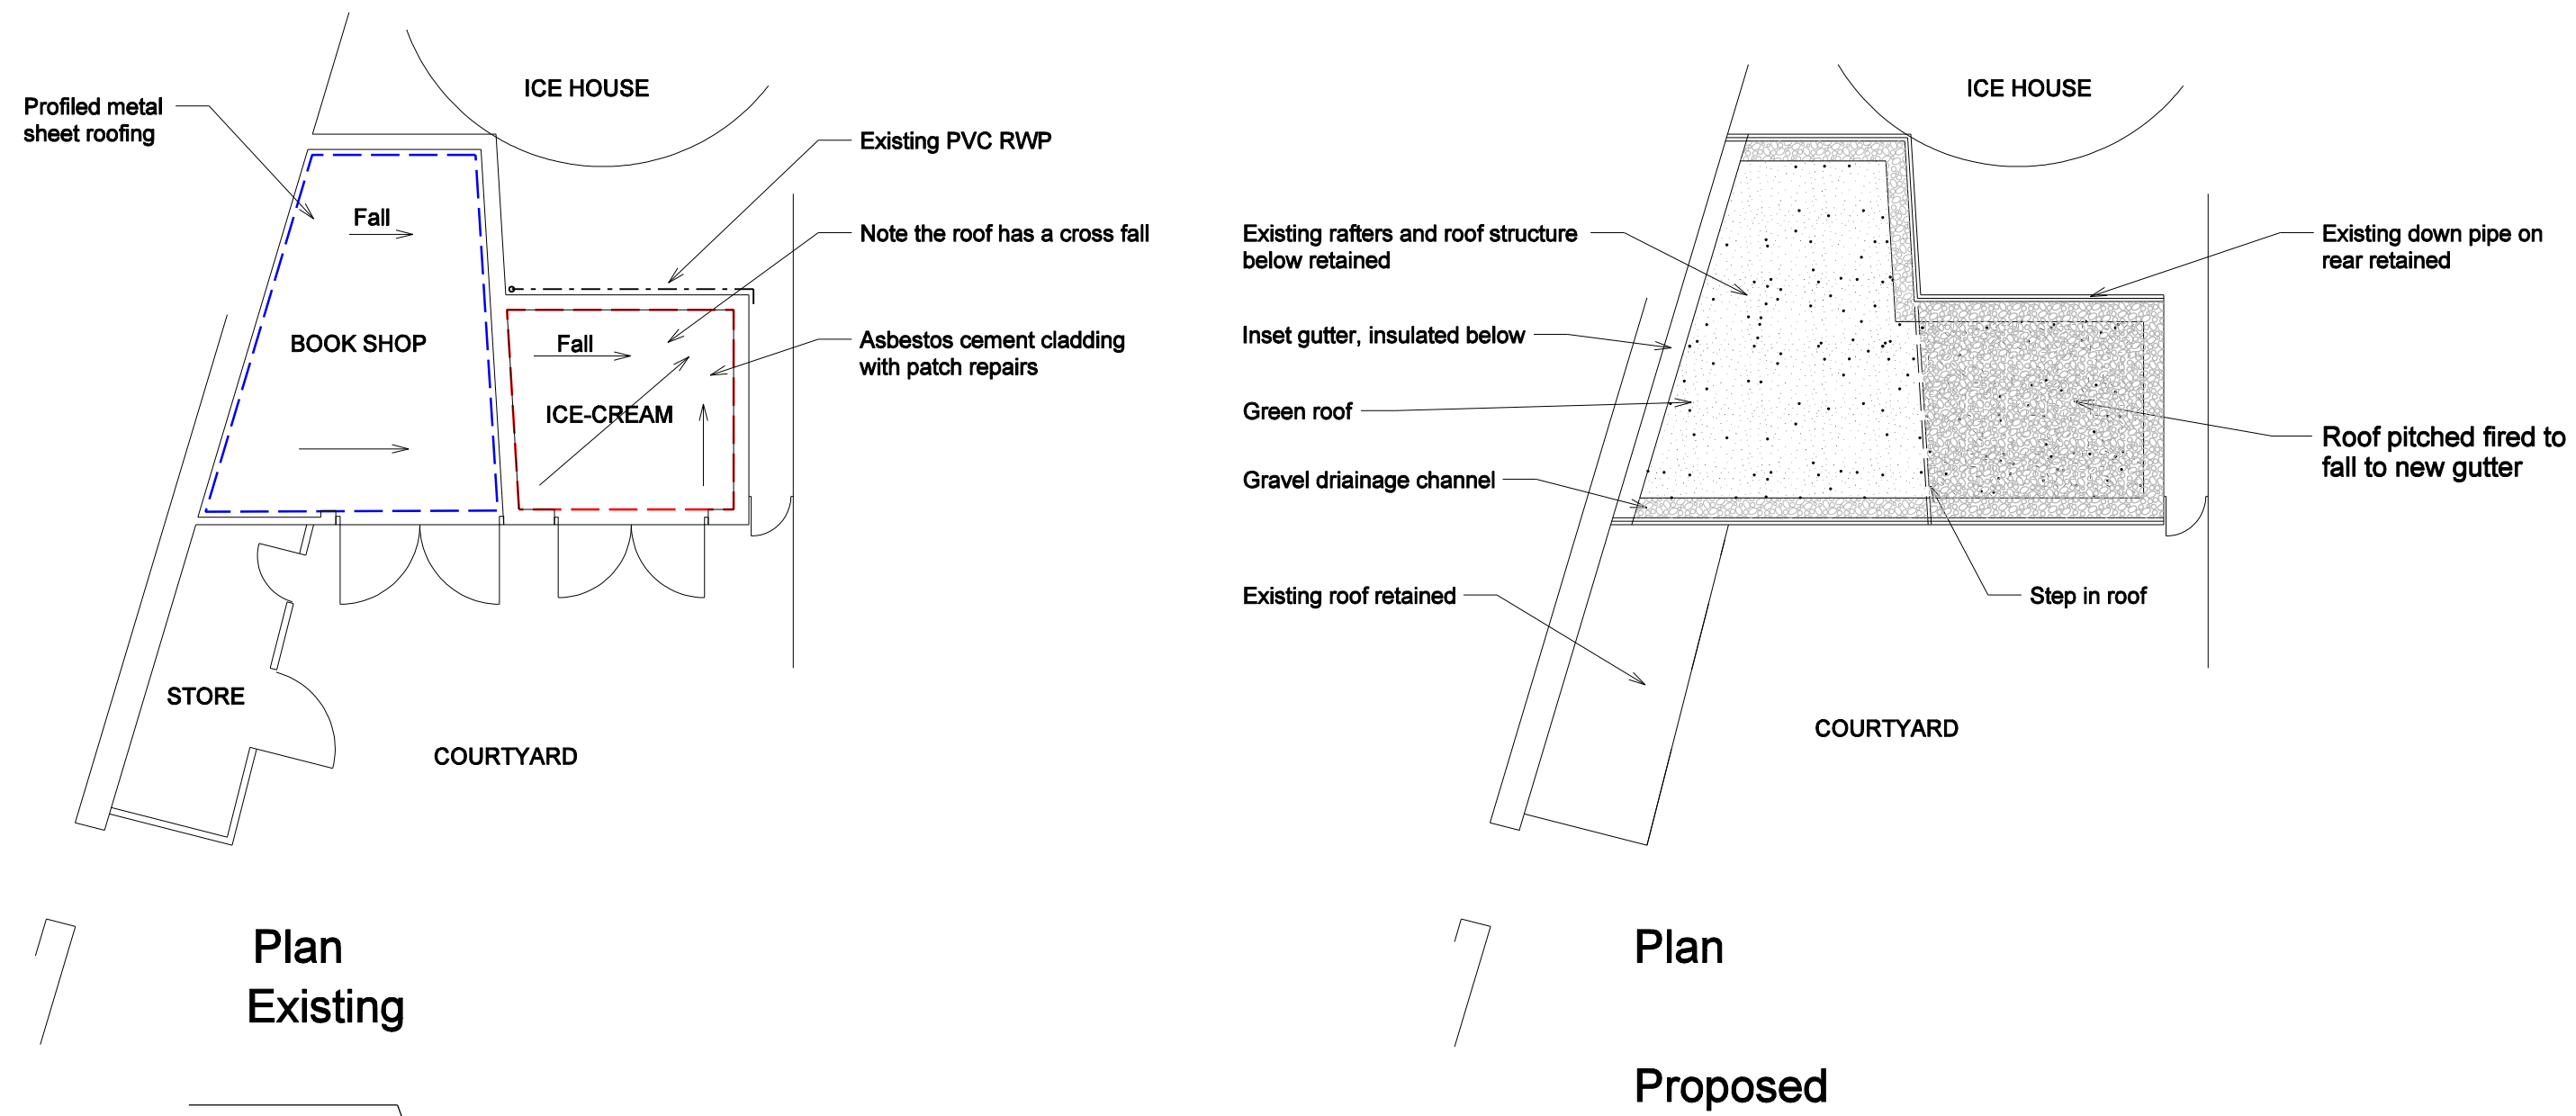 ICE HOUSE
Profiled metal
sheet roofing
Existing PVC RWP
Fall
Note the roof has a cross fall
BOOK SHOP
Fall
Asbestos cement cladding
with patch repairs
ICE-CREAM
STORE
COURTYARD
Plan
Existing
ICE HOUSE
Existing rafters and roof structure
below retained
Existing down pipe on
rear retained
Inset gutter, insulated below
Green roof
Roof pitched fired to
fall to new gutter
Gravel driainage channel
Existing roof retained
Step in roof
COURTYARD
Plan
Proposed